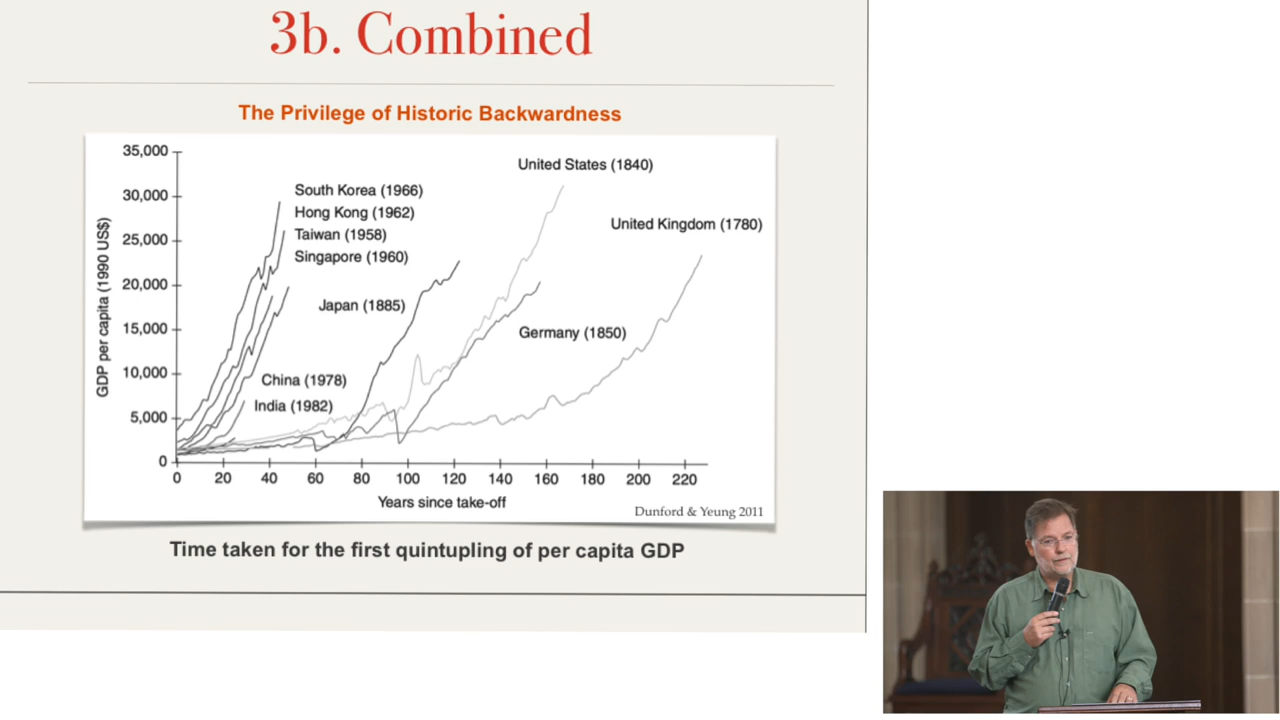 3b. Combined
The Privilege of Historic Backwardness
35,000
30,000
25,000
20,000
15,000
10,000
5,000
0
GDP per capita (1990 US$)
United States (1840)
South Korea (1966)
Hong Kong (1962)
United Kingdom (1780)
Taiwan (1958)
Singapore (1960)
Japan (1885)
Germany (1850)
China (1978)
India (1982)
0 20 40 60 80 100 120 140 160 180 200 220
Years since take-off
Dunford & Yeung 2011
Time taken for the first quintupling of per capita GDP